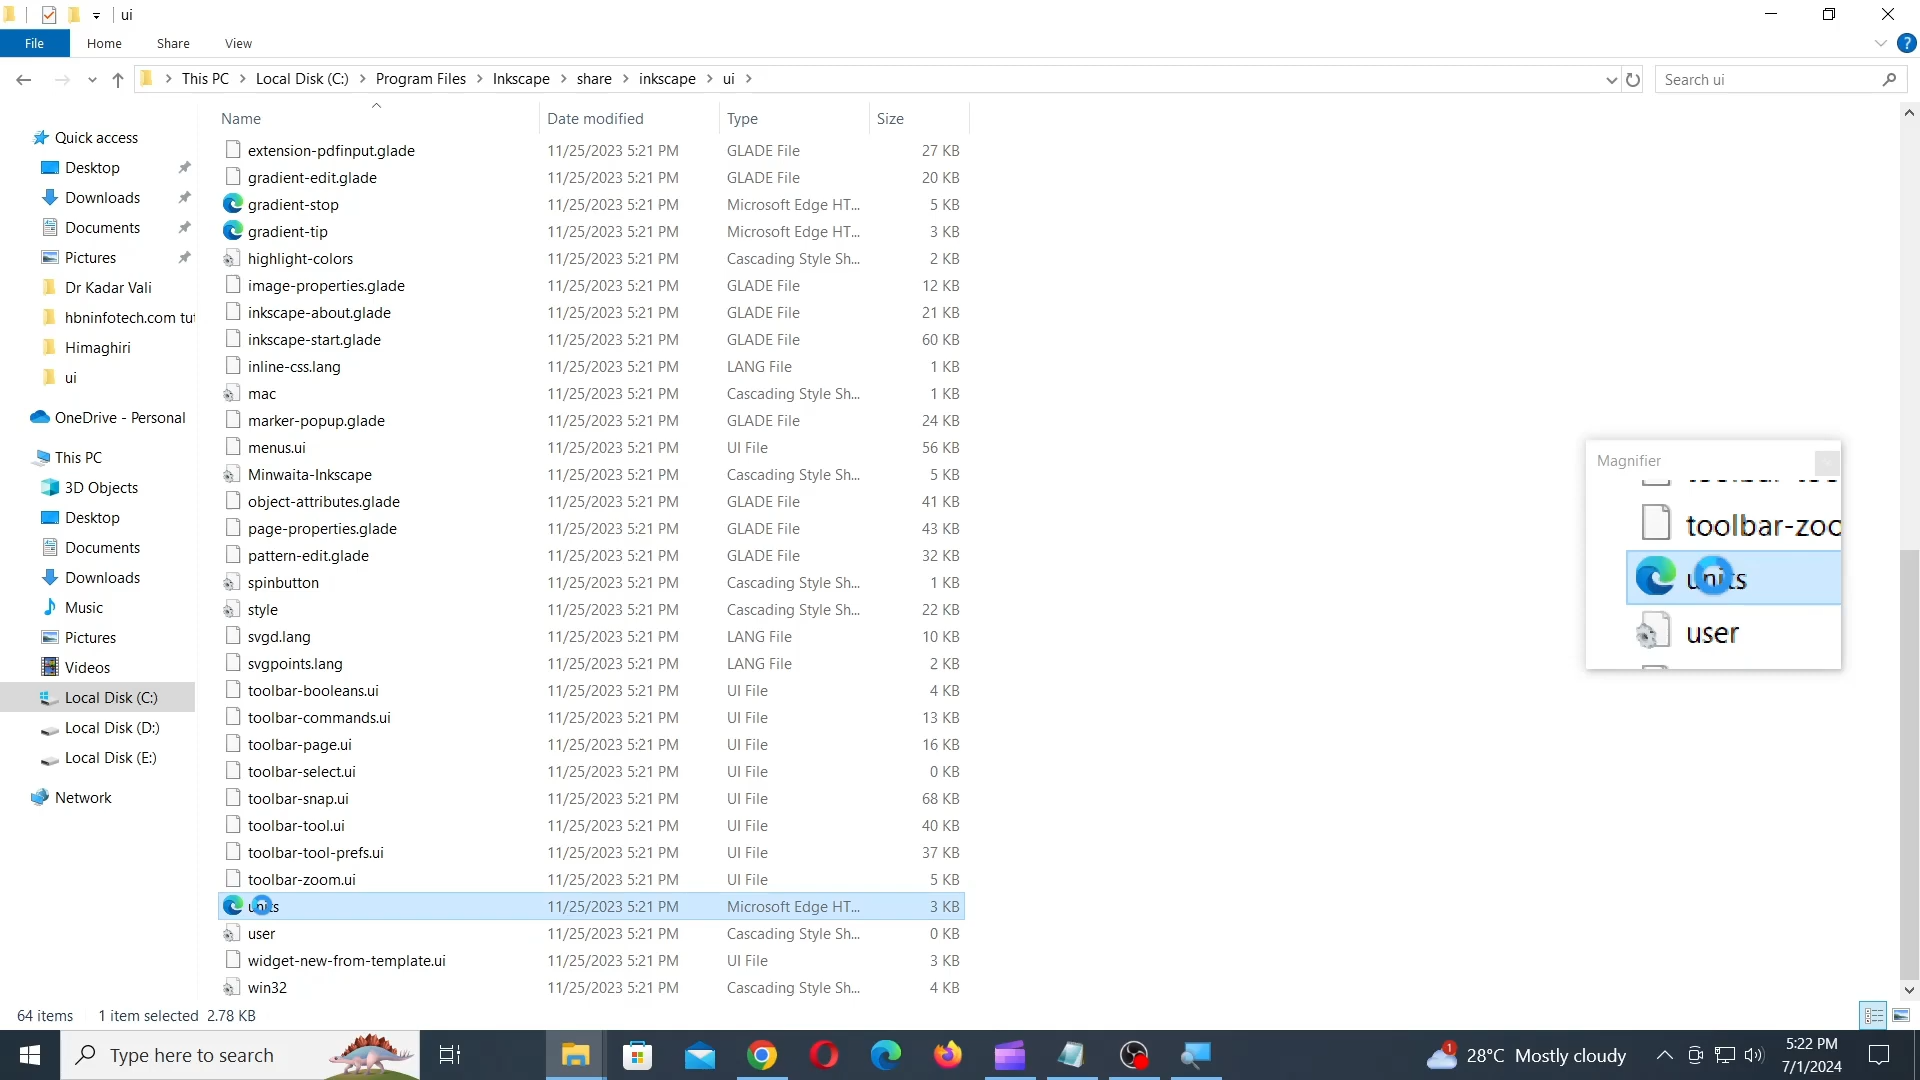 ui
File Home Share View
This PC Local Disk (C:) Program Files Inkscape share inkscape ui
Search ui
Name Date modified Type Size
Quick access
Desktop
Downloads
Documents
Pictures
Dr Kadar Vali
hbninfotech.com tut
Himaghiri
ui
OneDrive - Personal
This PC
3D Objects
Desktop
Documents
Downloads
Music
Pictures
Videos
Local Disk (C:)
Local Disk (D:)
Local Disk (E:)
Network
extension-pdfinput.glade 11/25/2023 5:21 PM GLADE File 27 KB
gradient-edit.glade 11/25/2023 5:21 PM GLADE File 20 KB
gradient-stop 11/25/2023 5:21 PM Microsoft Edge HT... 5 KB
gradient-tip 11/25/2023 5:21 PM Microsoft Edge HT... 3 KB
highlight-colors 11/25/2023 5:21 PM Cascading Style Sh... 2 KB
image-properties.glade 11/25/2023 5:21 PM GLADE File 12 KB
inkscape-about.glade 11/25/2023 5:21 PM GLADE File 21 KB
inkscape-start.glade 11/25/2023 5:21 PM GLADE File 60 KB
inline-css.lang 11/25/2023 5:21 PM LANG File 1 KB
mac 11/25/2023 5:21 PM Cascading Style Sh... 1 KB
marker-popup.glade 11/25/2023 5:21 PM GLADE File 24 KB
menus.ui 11/25/2023 5:21 PM UI File 56 KB
Minwaita-Inkscape 11/25/2023 5:21 PM Cascading Style Sh... 5 KB
object-attributes.glade 11/25/2023 5:21 PM GLADE File 41 KB
page-properties.glade 11/25/2023 5:21 PM GLADE File 43 KB
pattern-edit.glade 11/25/2023 5:21 PM GLADE File 32 KB
spinbutton 11/25/2023 5:21 PM Cascading Style Sh... 1 KB
style 11/25/2023 5:21 PM Cascading Style Sh... 22 KB
svgd.lang 11/25/2023 5:21 PM LANG File 10 KB
svgpoints.lang 11/25/2023 5:21 PM LANG File 2 KB
toolbar-booleans.ui 11/25/2023 5:21 PM UI File 4 KB
toolbar-commands.ui 11/25/2023 5:21 PM UI File 13 KB
toolbar-page.ui 11/25/2023 5:21 PM UI File 16 KB
toolbar-select.ui 11/25/2023 5:21 PM UI File 0 KB
toolbar-snap.ui 11/25/2023 5:21 PM UI File 68 KB
toolbar-tool.ui 11/25/2023 5:21 PM UI File 40 KB
toolbar-tool-prefs.ui 11/25/2023 5:21 PM UI File 37 KB
toolbar-zoom.ui 11/25/2023 5:21 PM UI File 5 KB
units 11/25/2023 5:21 PM Microsoft Edge HT... 3 KB
user 11/25/2023 5:21 PM Cascading Style Sh... 0 KB
widget-new-from-template.ui 11/25/2023 5:21 PM UI File 3 KB
win32 11/25/2023 5:21 PM Cascading Style Sh... 4 KB
Magnifier
toolbar-zoo
units
user
64 items 1 item selected 2.78 KB
Type here to search
1 28°C Mostly cloudy
5:22 PM
7/1/2024